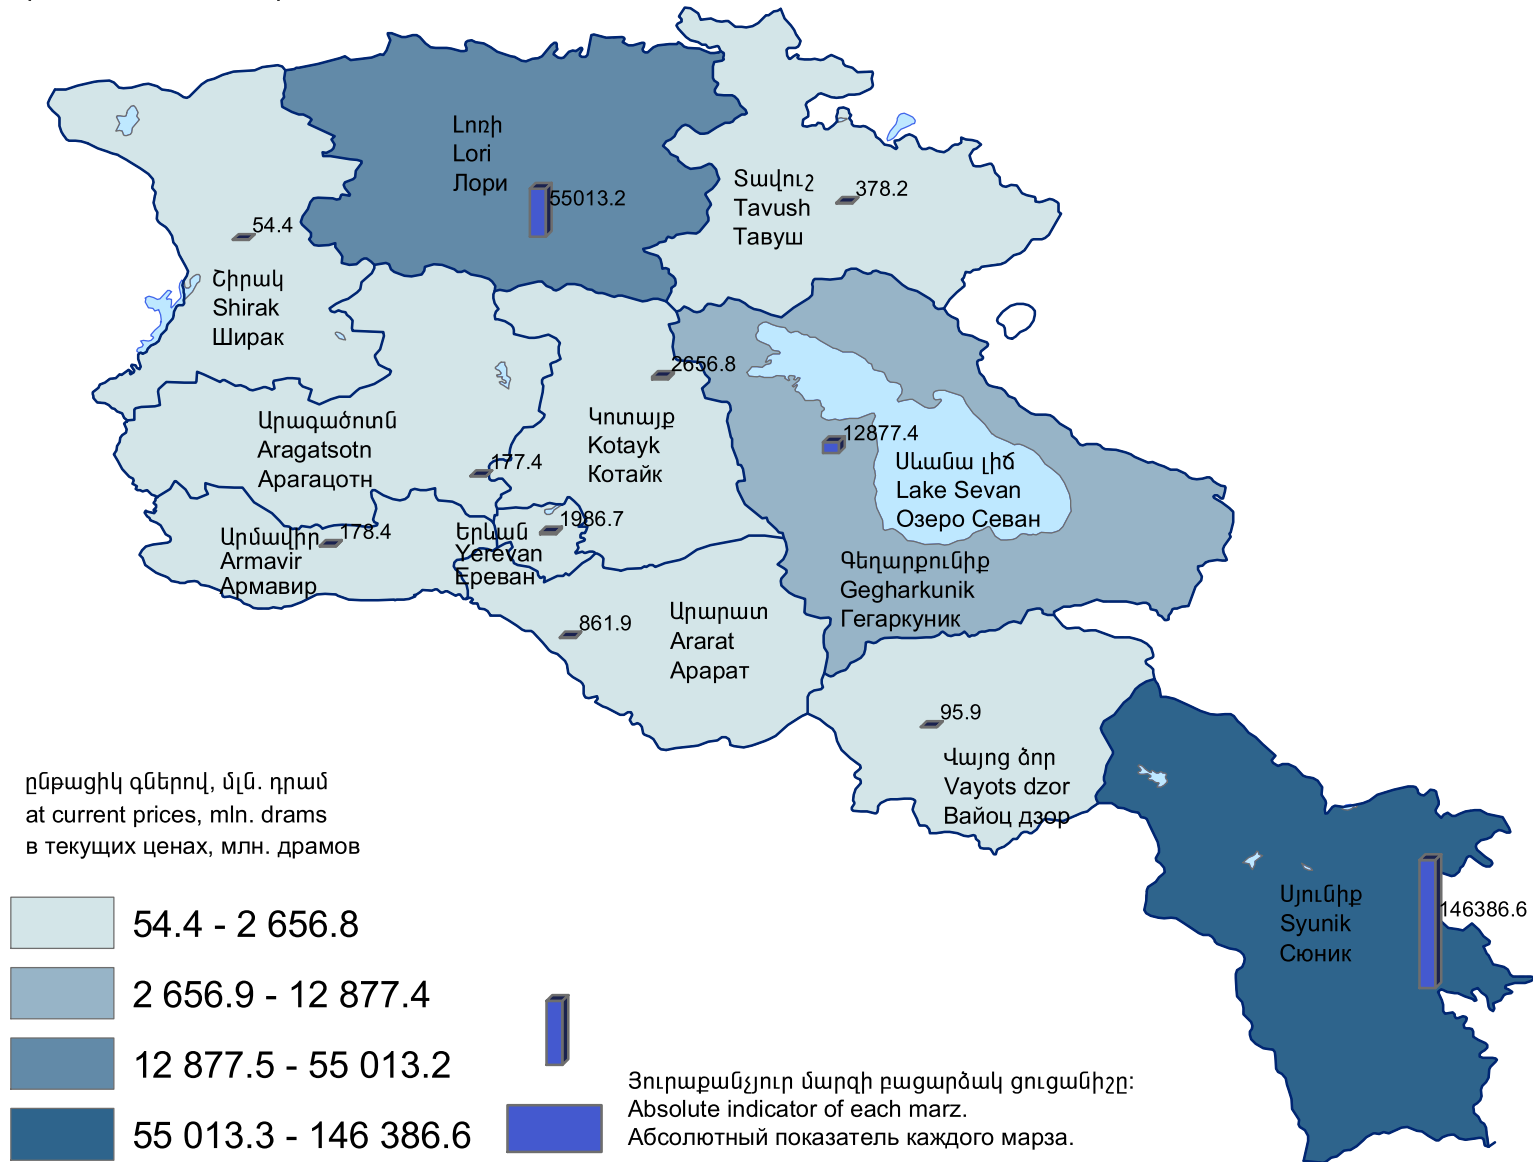 Լոռի
Lori
Лори
55013.2
Տավուշ
Tavush
Тавуш
378.2
54.4
Շիրակ
Shirak
Ширак
2656.8
Արագածոտն
Aragatsotn
Арагацотн
177.4
Կոտայք
Kotayk
Котайк
12877.4
Սևանա լիճ
Lake Sevan
Озеро Севан
Արմավիր
Armavir
Армавир
178.4
Երևան
Yerevan
Ереван
1986.7
Գեղարքունիք
Gegharkunik
Гегаркуник
861.9
Արարատ
Ararat
Арарат
95.9
Վայոց ձոր
Vayots dzor
Вайоц дзор
Սյունիք
Syunik
Сюник
146386.6
ընթացիկ գներով, մլն. դրամ
at current prices, mln. drams
в текущих ценах, млн. драмов
54.4 - 2 656.8
2 656.9 - 12 877.4
12 877.5 - 55 013.2
55 013.3 - 146 386.6
Յուրաքանչյուր մարզի բացարձակ ցուցանիշը:
Absolute indicator of each marz.
Абсолютный показатель каждого марза.